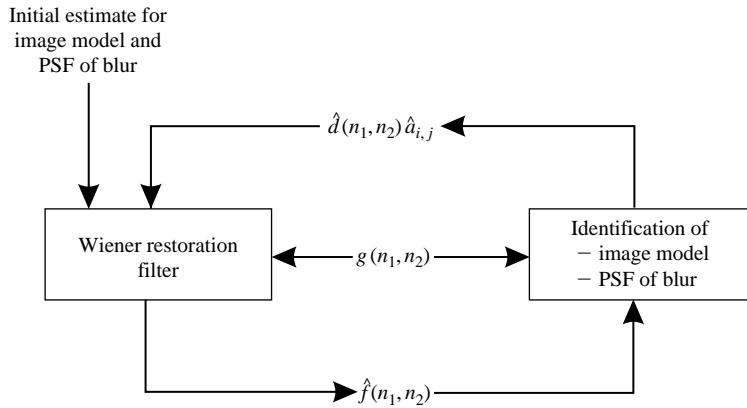 Initial estimate for
image model and
PSF of blur
d̂(n₁,n₂) âᵢ,ⱼ
Wiener restoration
filter
g(n₁,n₂)
Identification of
− image model
− PSF of blur
f̂(n₁,n₂)